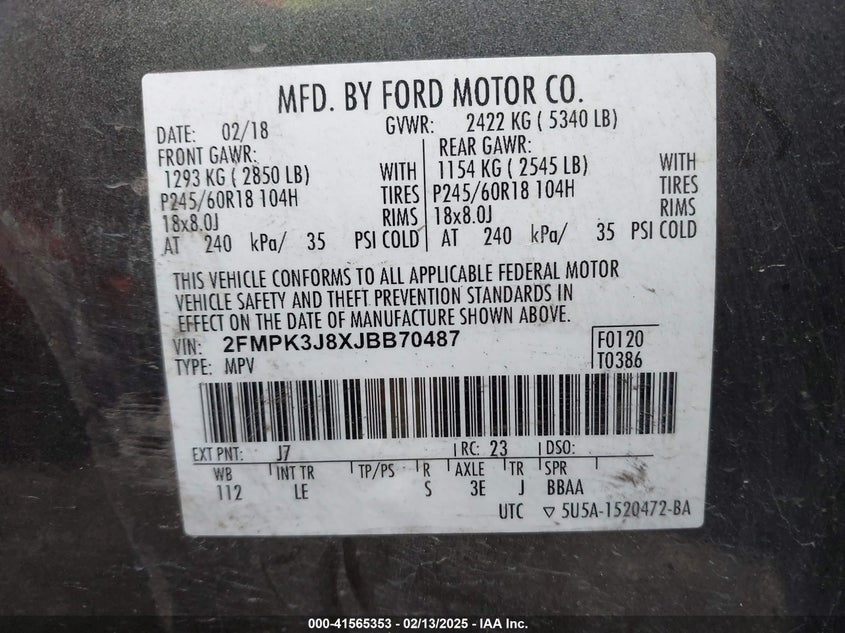 MFD. BY FORD MOTOR CO.
DATE: 02/18 GVWR: 2422 KG ( 5340 LB)
FRONT GAWR: REAR GAWR:
1293 KG ( 2850 LB) WITH 1154 KG ( 2545 LB) WITH
P245/60R18 104H TIRES P245/60R18 104H TIRES
18x8.0J RIMS 18x8.0J RIMS
AT 240 kPa/ 35 PSI COLD AT 240 kPa/ 35 PSI COLD
THIS VEHICLE CONFORMS TO ALL APPLICABLE FEDERAL MOTOR
VEHICLE SAFETY AND THEFT PREVENTION STANDARDS IN
EFFECT ON THE DATE OF MANUFACTURE SHOWN ABOVE.
VIN: 2FMPK3J8XJBB70487 F0120
TYPE: MPV T0386
EXT PNT: J7 RC: 23 DSO:
WB INT TR TP/PS R AXLE TR SPR
112 LE S 3E J BBAA
UTC ▽ 5U5A-1520472-BA
000-41565353 - 02/13/2025 - IAA Inc.